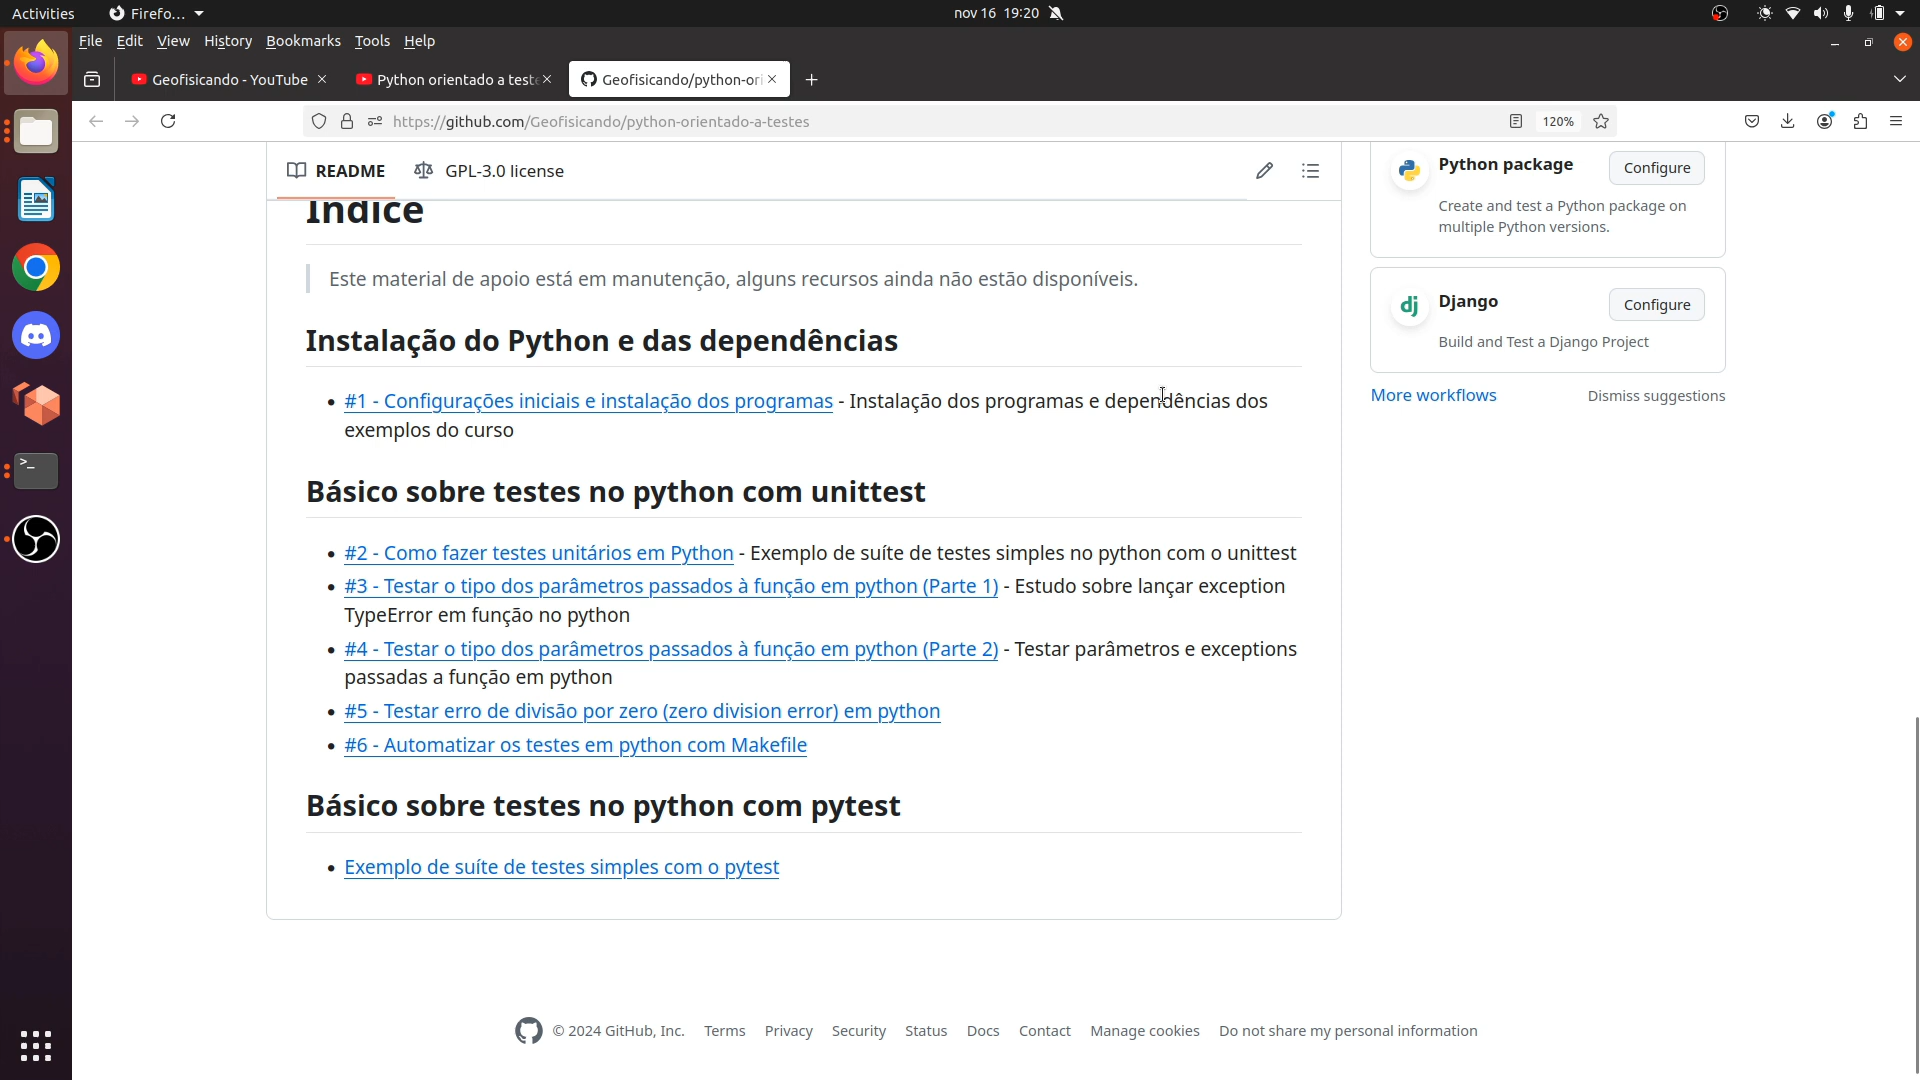 Activities
Firefo...
nov 16 19:20
File Edit View History Bookmarks Tools Help
Geofisicando - YouTube
Python orientado a teste
Geofisicando/python-ori
https://github.com/Geofisicando/python-orientado-a-testes
120%
README
GPL-3.0 license
Índice
Este material de apoio está em manutenção, alguns recursos ainda não estão disponíveis.
Instalação do Python e das dependências
#1 - Configurações iniciais e instalação dos programas - Instalação dos programas e dependências dos
exemplos do curso
Básico sobre testes no python com unittest
#2 - Como fazer testes unitários em Python - Exemplo de suíte de testes simples no python com o unittest
#3 - Testar o tipo dos parâmetros passados à função em python (Parte 1) - Estudo sobre lançar exception
TypeError em função no python
#4 - Testar o tipo dos parâmetros passados à função em python (Parte 2) - Testar parâmetros e exceptions
passadas a função em python
#5 - Testar erro de divisão por zero (zero division error) em python
#6 - Automatizar os testes em python com Makefile
Básico sobre testes no python com pytest
Exemplo de suíte de testes simples com o pytest
Python package
Configure
Create and test a Python package on
multiple Python versions.
dj
Django
Configure
Build and Test a Django Project
More workflows
Dismiss suggestions
© 2024 GitHub, Inc. Terms Privacy Security Status Docs Contact Manage cookies Do not share my personal information